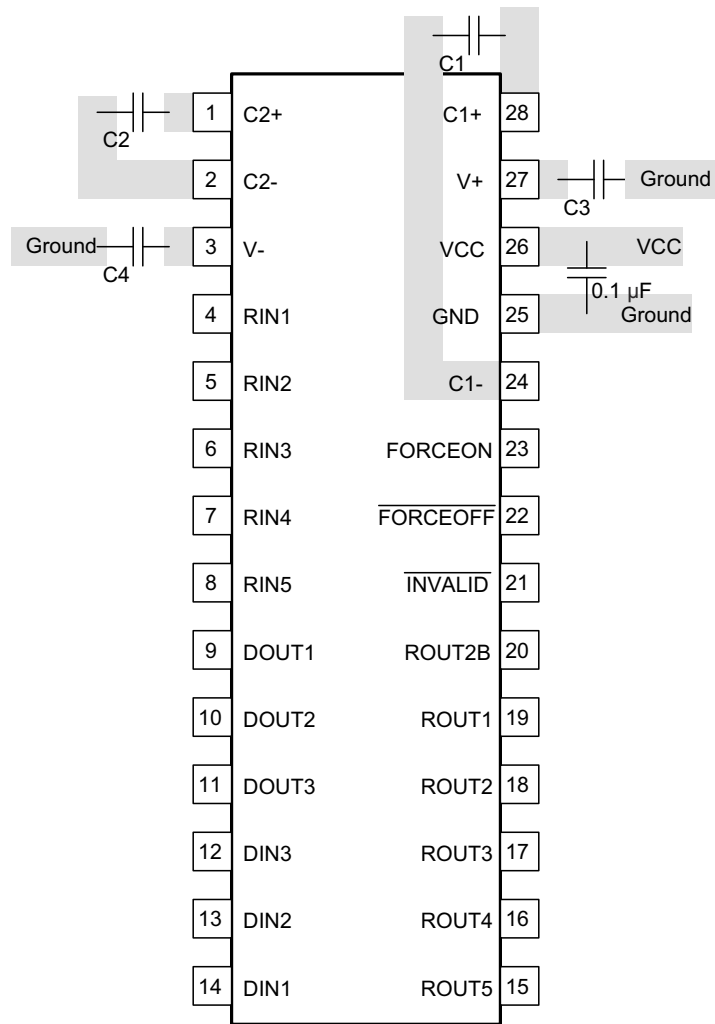 C1
1 C2+ C1+ 28
C2
2 C2- V+ 27 Ground
C3
Ground 3 V- VCC 26 VCC
C4
0.1 µF
4 RIN1 GND 25 Ground
5 RIN2 C1- 24
6 RIN3 FORCEON 23
7 RIN4 FORCEOFF 22
8 RIN5 INVALID 21
9 DOUT1 ROUT2B 20
10 DOUT2 ROUT1 19
11 DOUT3 ROUT2 18
12 DIN3 ROUT3 17
13 DIN2 ROUT4 16
14 DIN1 ROUT5 15